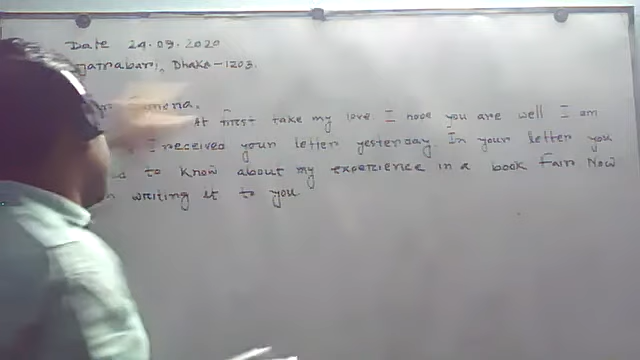 Date 24.09.2020
Jatrabari, Dhaka-1203.
At first take my love I hope you are well I am
I received your letter yesterday. In your letter you
to know about my experience in a book fair Now
writing it to you